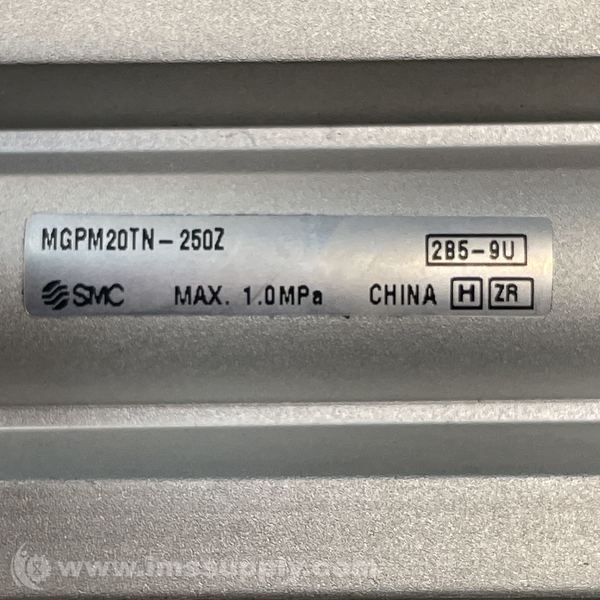 MGPM20TN-250Z 2B5-9U
SMC MAX. 1.0MPa CHINA H ZR
www.imssupply.com